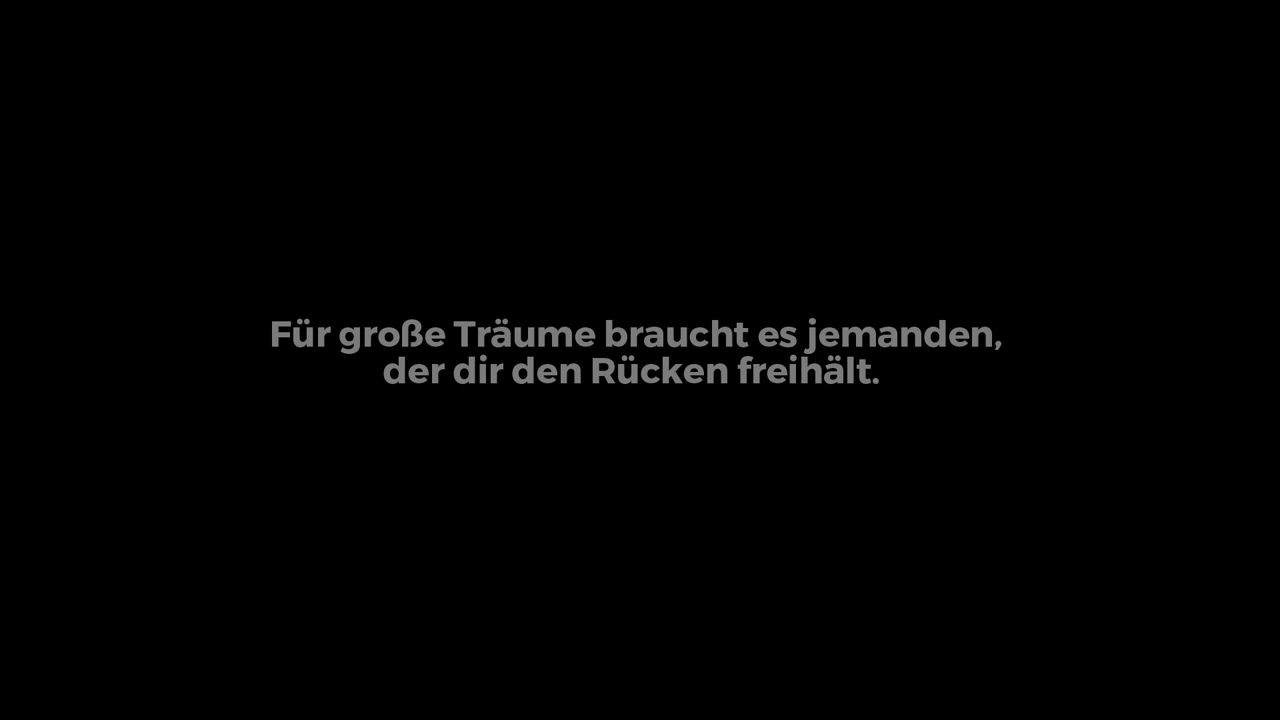 Für große Träume braucht es jemanden,
der dir den Rücken freihält.